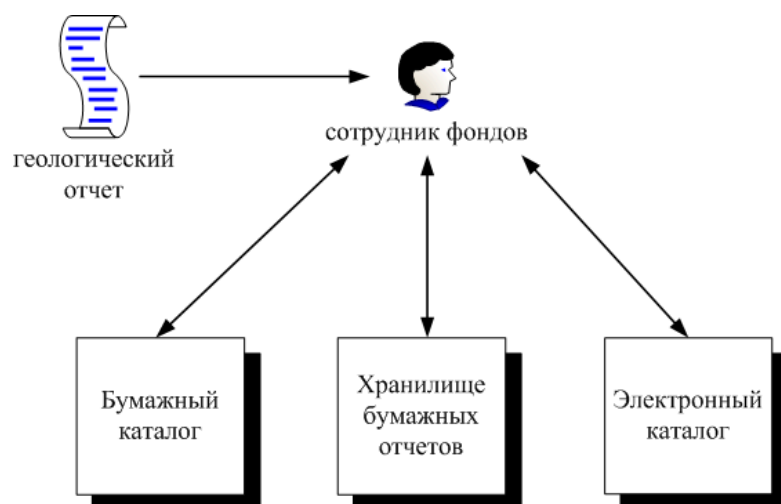 сотрудник фондов
геологический
отчет
Бумажный
каталог
Хранилище
бумажных
отчетов
Электронный
каталог